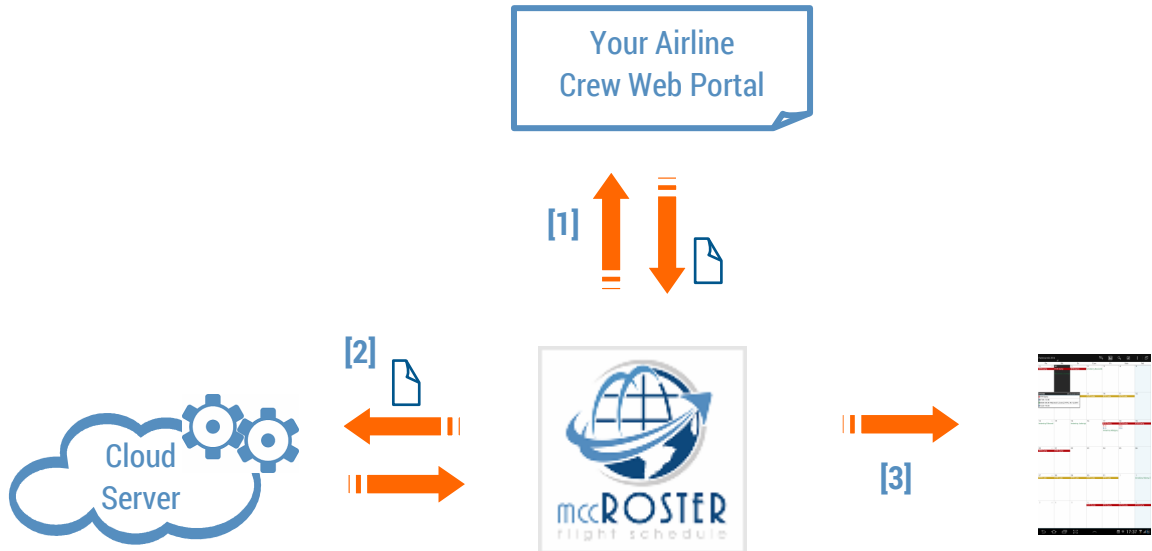 Your Airline
Crew Web Portal
[1]
[2]
Cloud
Server
mccROSTER
flight schedule
[3]